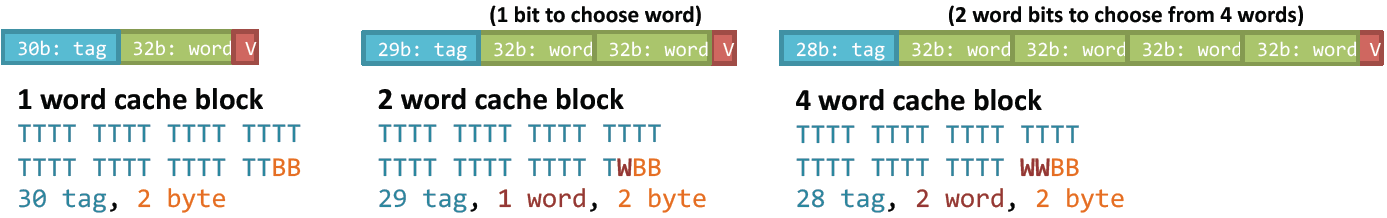 (1 bit to choose word)
(2 word bits to choose from 4 words)
30b: tag 32b: word V
29b: tag 32b: word 32b: word V
28b: tag 32b: word 32b: word 32b: word 32b: word V
1 word cache block
TTTT TTTT TTTT TTTT
TTTT TTTT TTTT TTBB
30 tag, 2 byte
2 word cache block
TTTT TTTT TTTT TTTT
TTTT TTTT TTTT TWBB
29 tag, 1 word, 2 byte
4 word cache block
TTTT TTTT TTTT TTTT
TTTT TTTT TTTT WWBB
28 tag, 2 word, 2 byte